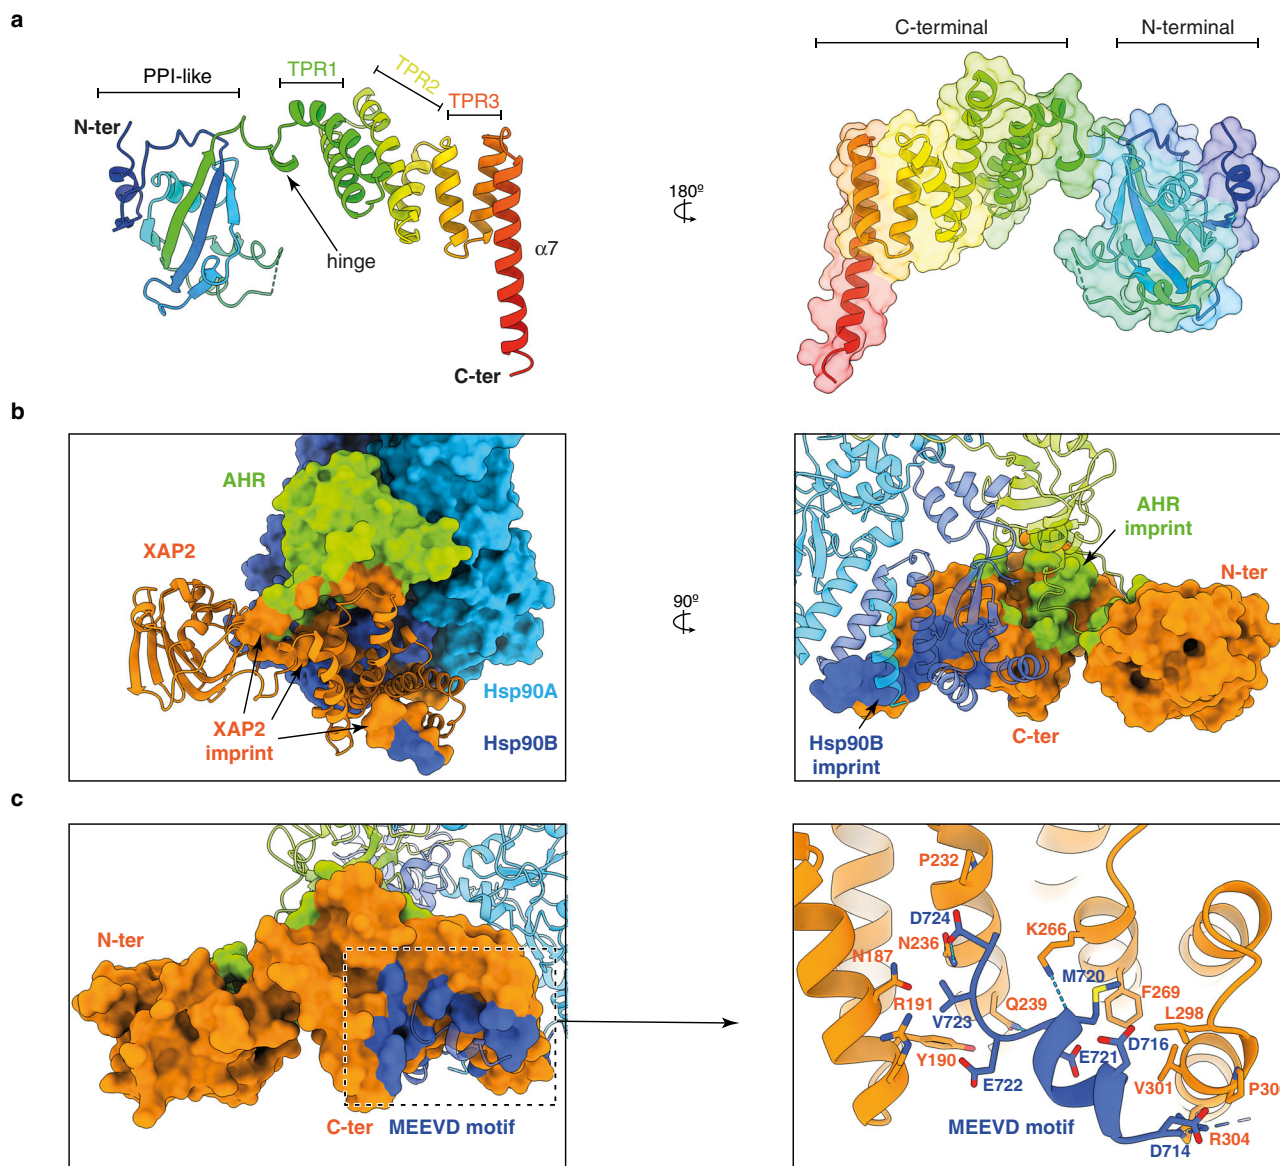 a
PPI-like
TPR1
TPR2
TPR3
N-ter
hinge
α7
C-ter
180º
C-terminal
N-terminal
b
AHR
XAP2
XAP2
imprint
Hsp90A
Hsp90B
90º
AHR
imprint
N-ter
Hsp90B
imprint
C-ter
c
N-ter
C-ter
MEEVD motif
P232
D724
N236
K266
N187
M720
R191
Q239
F269
V723
L298
Y190
E721
D716
E722
V301
P30
MEEVD motif
D714
R304